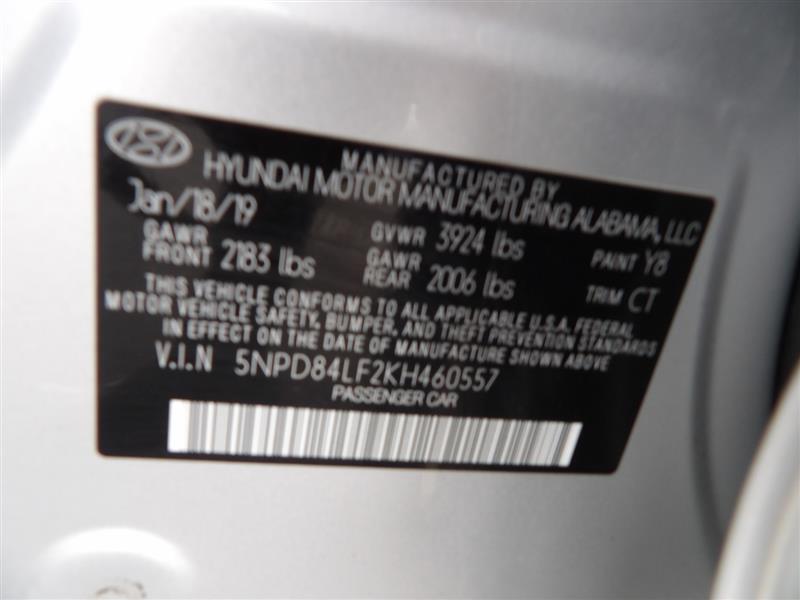 MANUFACTURED BY
HYUNDAI MOTOR MANUFACTURING ALABAMA, LLC
Jan/18/19
GAWR FRONT 2183 lbs GVWR 3924 lbs PAINT Y8
GAWR REAR 2006 lbs TRIM CT
THIS VEHICLE CONFORMS TO ALL APPLICABLE U.S.A. FEDERAL
MOTOR VEHICLE SAFETY, BUMPER, AND THEFT PREVENTION STANDARDS
IN EFFECT ON THE DATE OF MANUFACTURE SHOWN ABOVE
V.I.N 5NPD84LF2KH460557
PASSENGER CAR